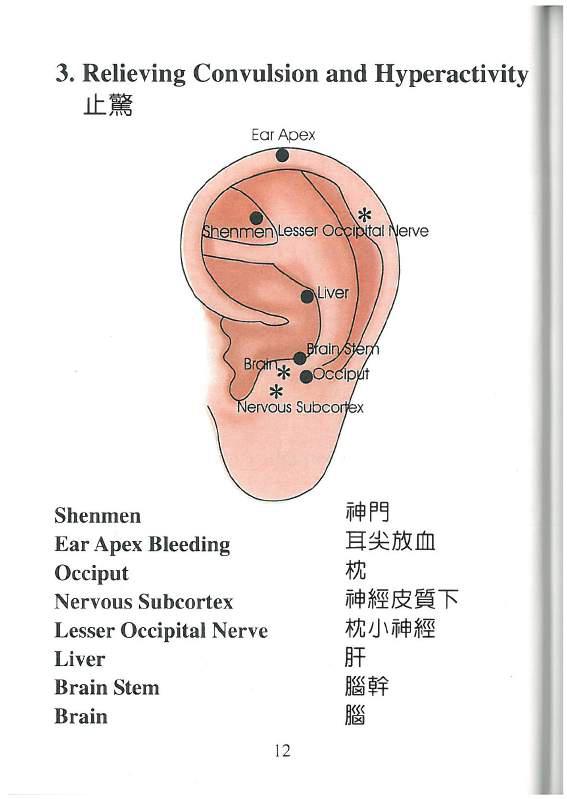 3. Relieving Convulsion and Hyperactivity
止驚
Ear Apex
Shenmen Lesser Occipital Nerve
Liver
Brain Stem
Brain
Occiput
Nervous Subcortex
Shenmen 神門
Ear Apex Bleeding 耳尖放血
Occiput 枕
Nervous Subcortex 神經皮質下
Lesser Occipital Nerve 枕小神經
Liver 肝
Brain Stem 腦幹
Brain 腦
12